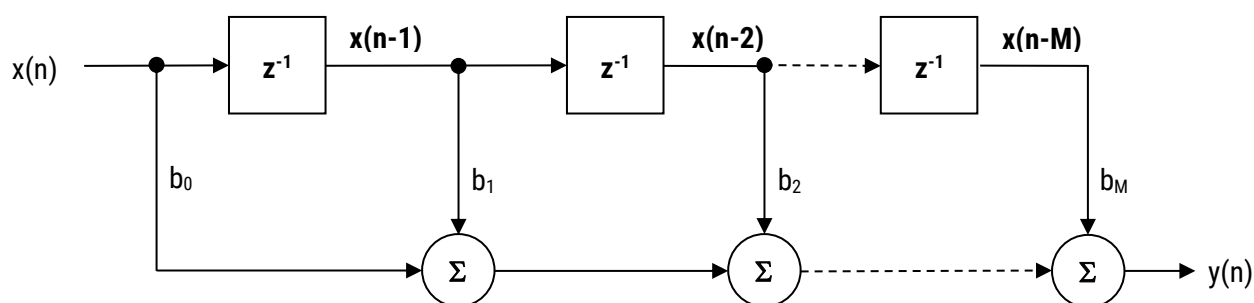 x(n-1) x(n-2) x(n-M)
x(n) z⁻¹ z⁻¹ z⁻¹
b₀ b₁ b₂ b_M
Σ Σ Σ y(n)